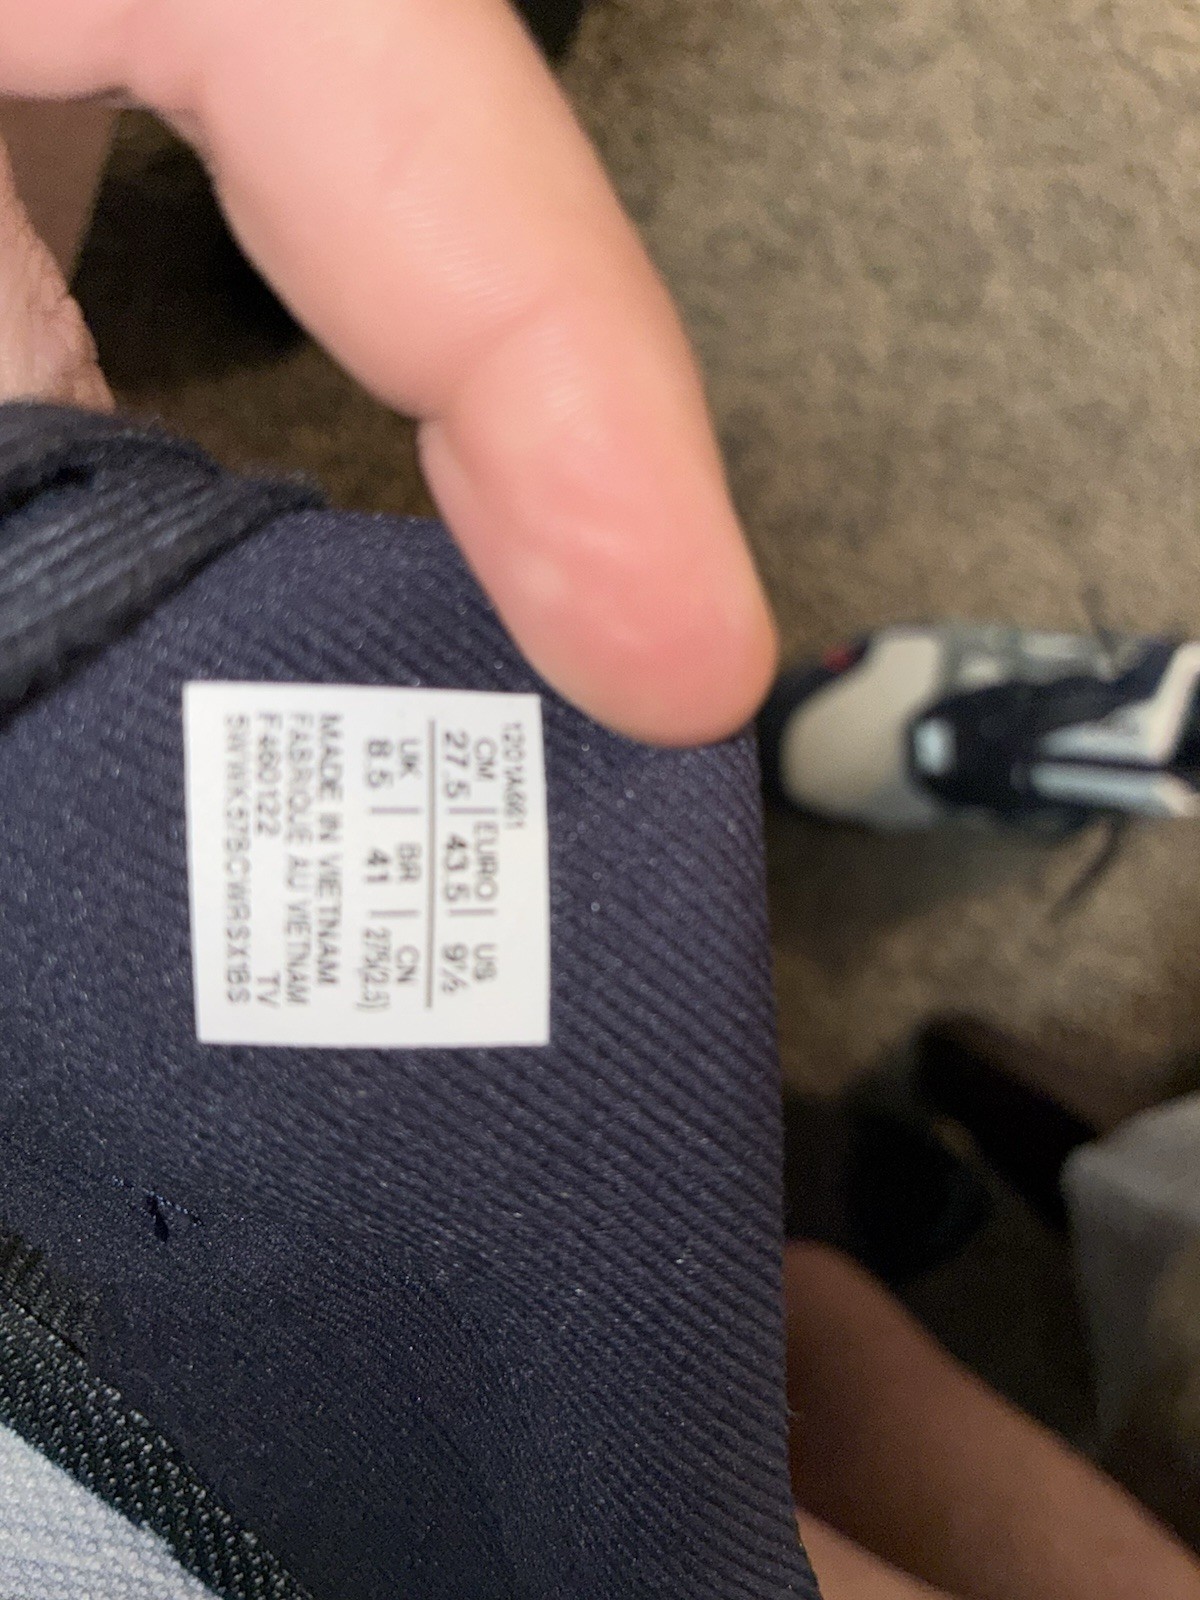 1201A661
CM | EURO | US
27.5 | 43.5 | 9½
UK | BR | CN
8.5 | 41 | 275(2.5)
MADE IN VIETNAM
FABRIQUE AU VIETNAM
F460122 TV